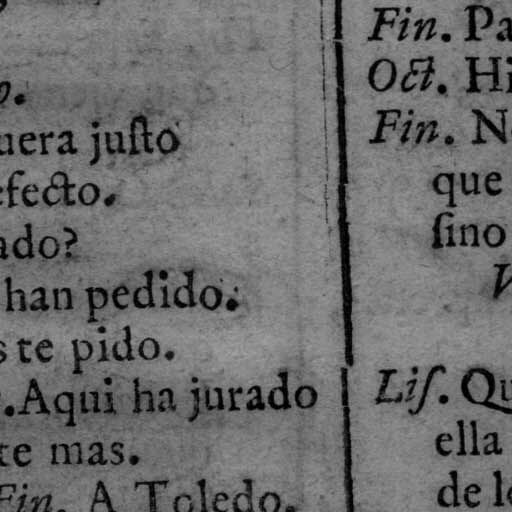 o.
uera juſto
efecto.
ado?
han pedido.
s te pido.
.Aqui ha jurado
te mas.
Fin. A Toledo.
Fin. Pa
Oct. Hi
Fin. N
que
ſino
V
Liſ. Qu
ella
de lo